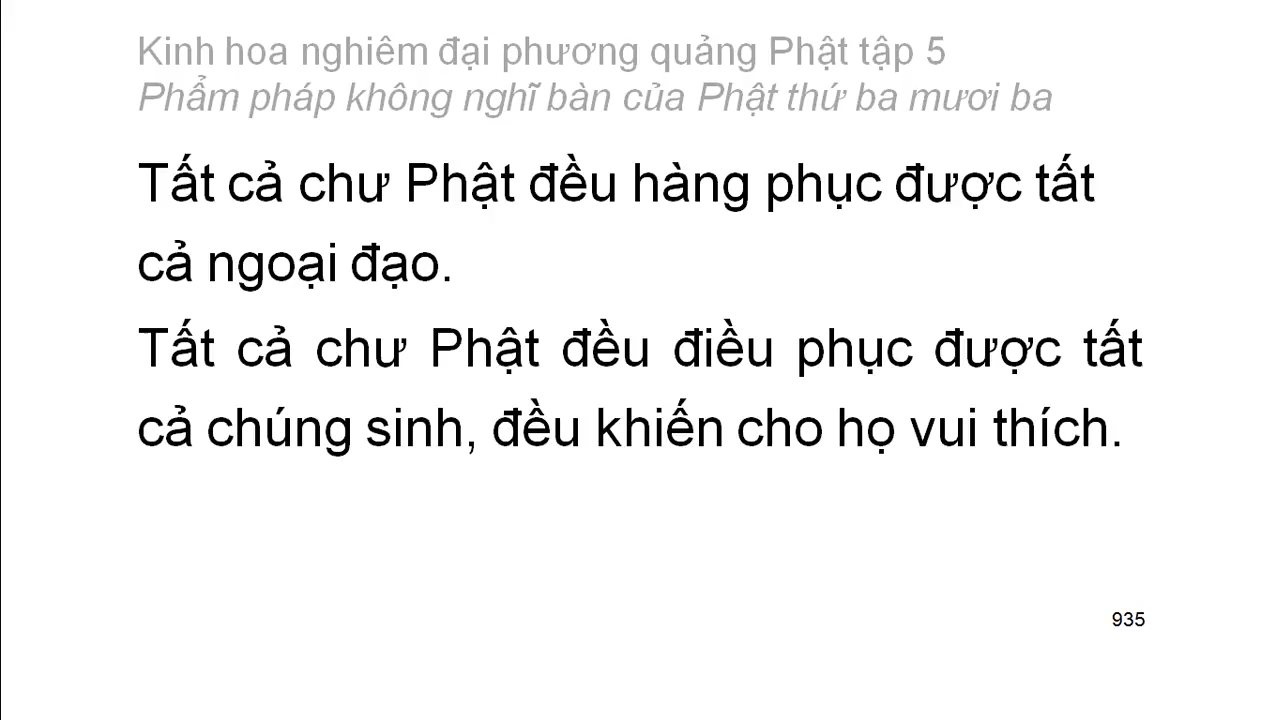 Kinh hoa nghiêm đại phương quảng Phật tập 5
Phẩm pháp không nghĩ bàn của Phật thứ ba mươi ba
Tất cả chư Phật đều hàng phục được tất
cả ngoại đạo.
Tất cả chư Phật đều điều phục được tất
cả chúng sinh, đều khiến cho họ vui thích.
935